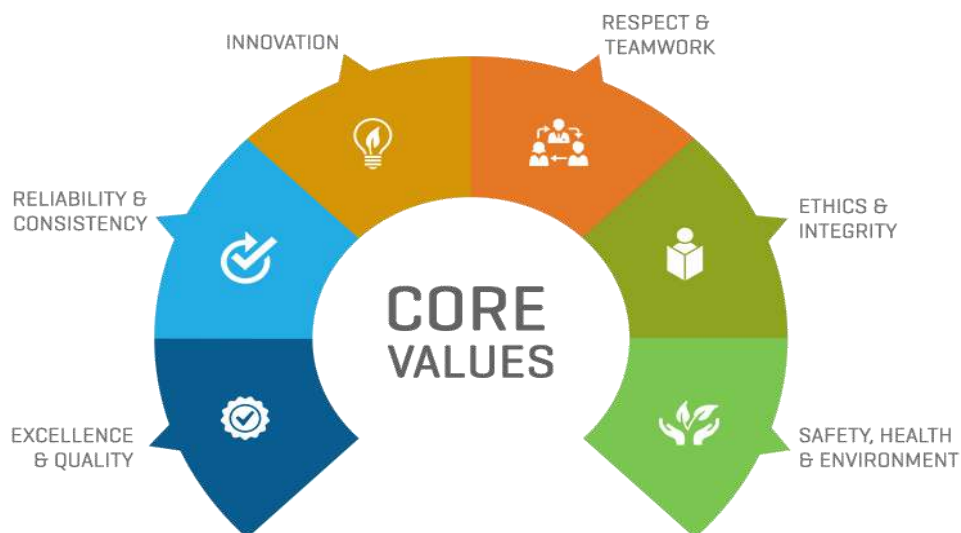 INNOVATION
RESPECT &
TEAMWORK
RELIABILITY &
CONSISTENCY
ETHICS &
INTEGRITY
CORE
VALUES
EXCELLENCE
& QUALITY
SAFETY, HEALTH
& ENVIRONMENT